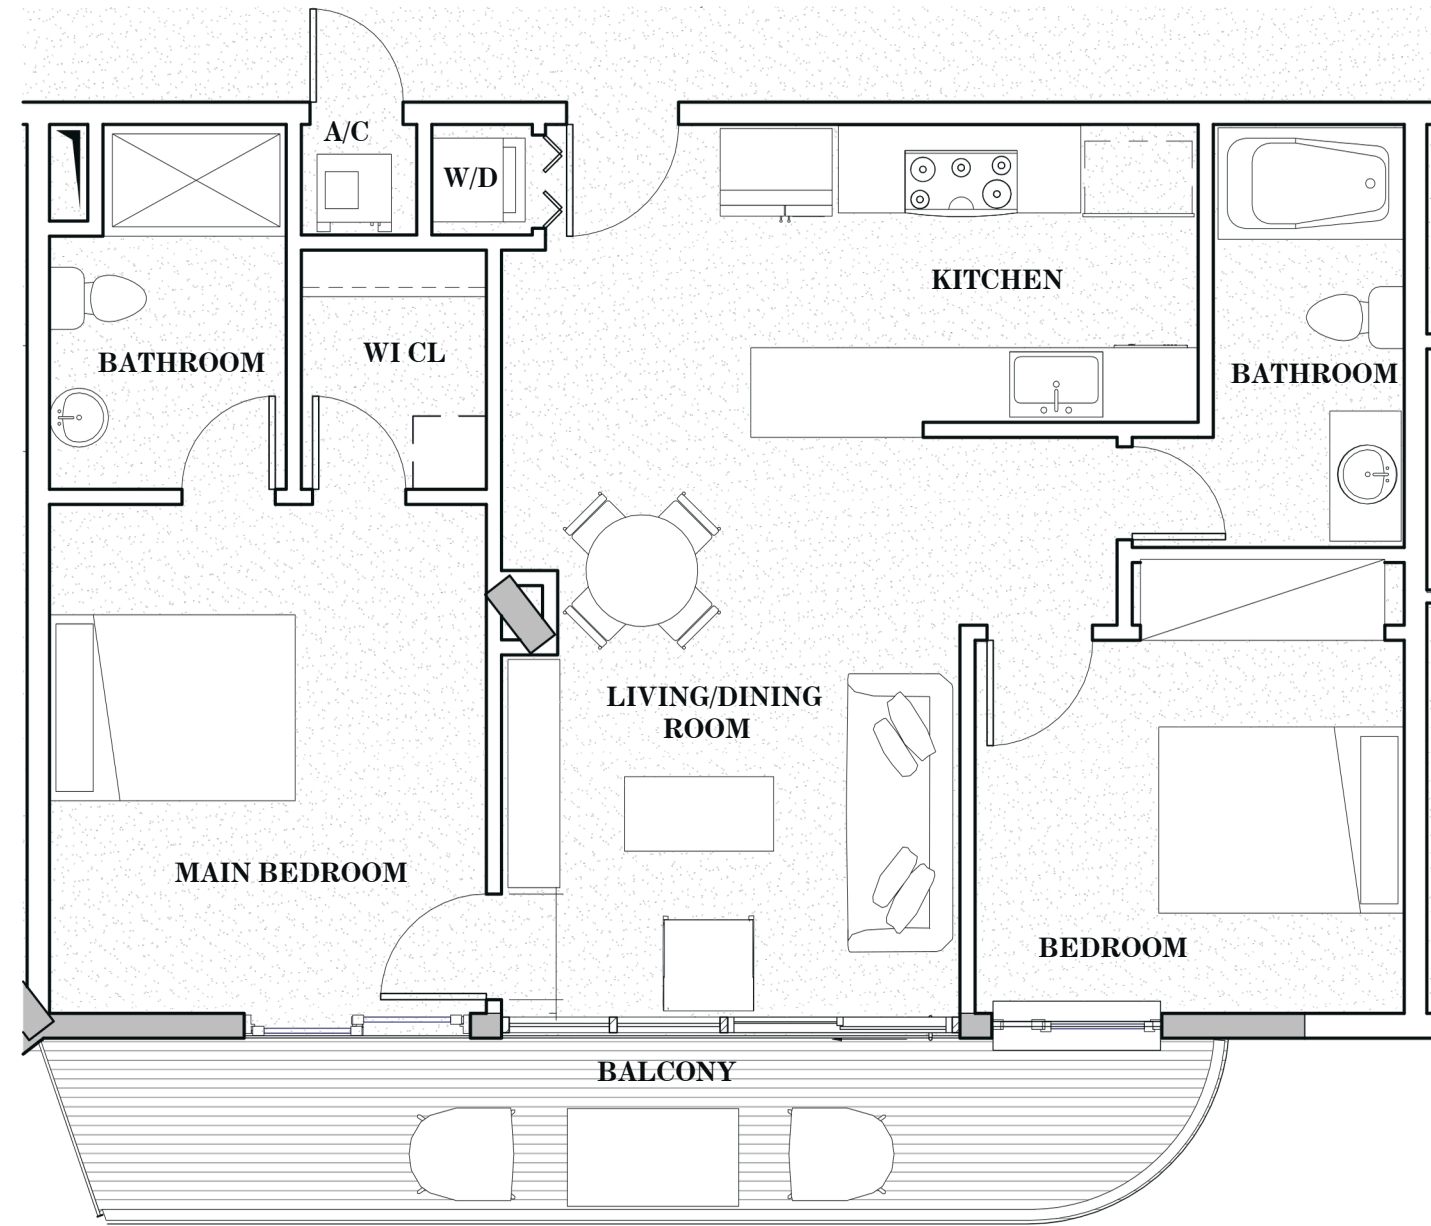 A/C
W/D
KITCHEN
WI CL
BATHROOM
BATHROOM
LIVING/DINING
ROOM
MAIN BEDROOM
BEDROOM
BALCONY